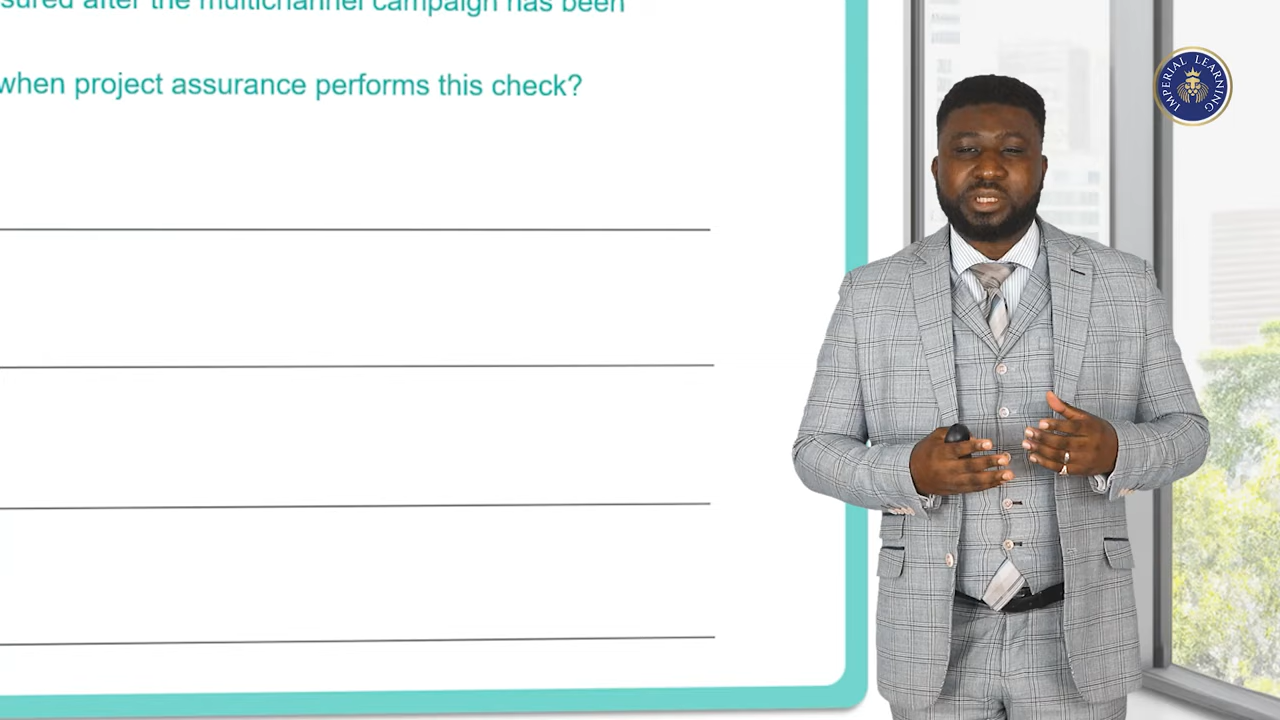 sured after the multichannel campaign has been
when project assurance performs this check?
IMPERIAL LEARNING